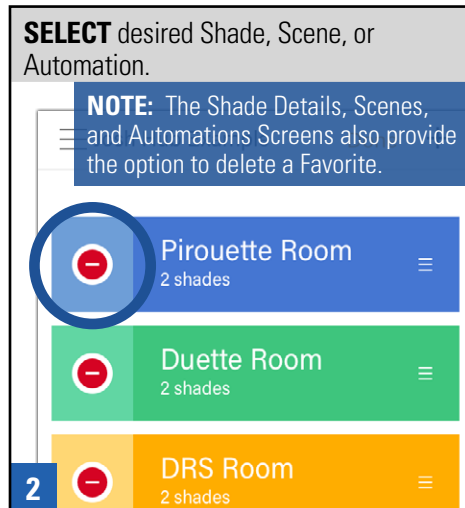 SELECT desired Shade, Scene, or
Automation.
NOTE: The Shade Details, Scenes,
and Automations Screens also provide
the option to delete a Favorite.
Pirouette Room
2 shades
Duette Room
2 shades
DRS Room
2 shades
2